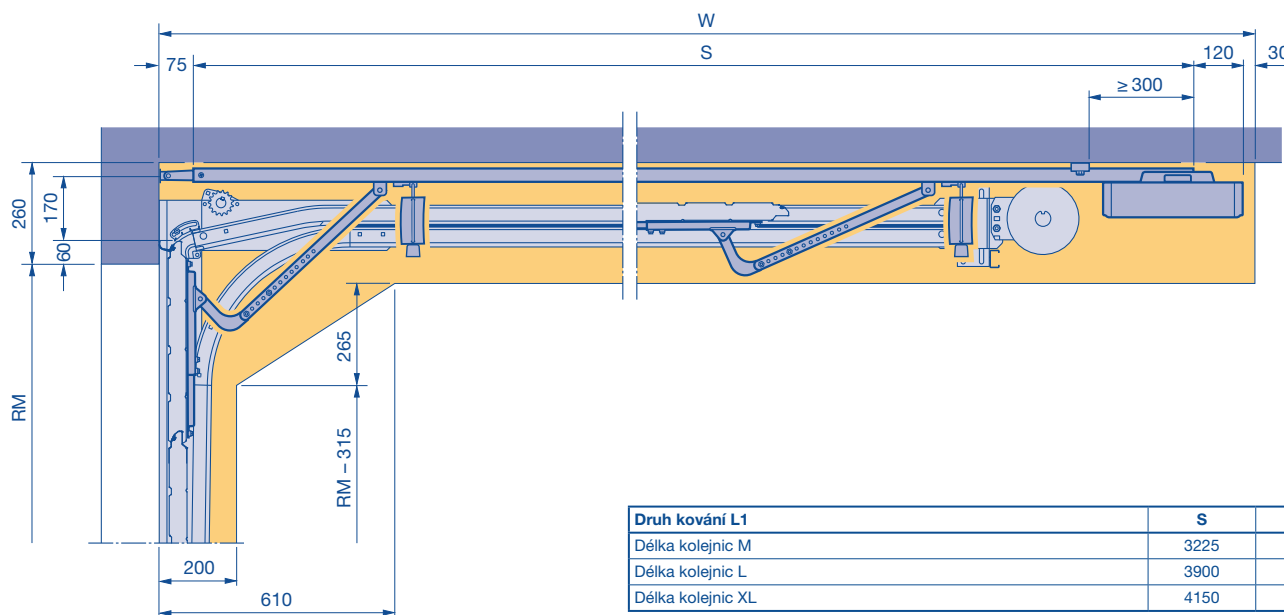 W
75
S
120
30
≥ 300
260
170
60
RM
265
RM – 315
200
610
Druh kování L1 S
Délka kolejnic M 3225
Délka kolejnic L 3900
Délka kolejnic XL 4150